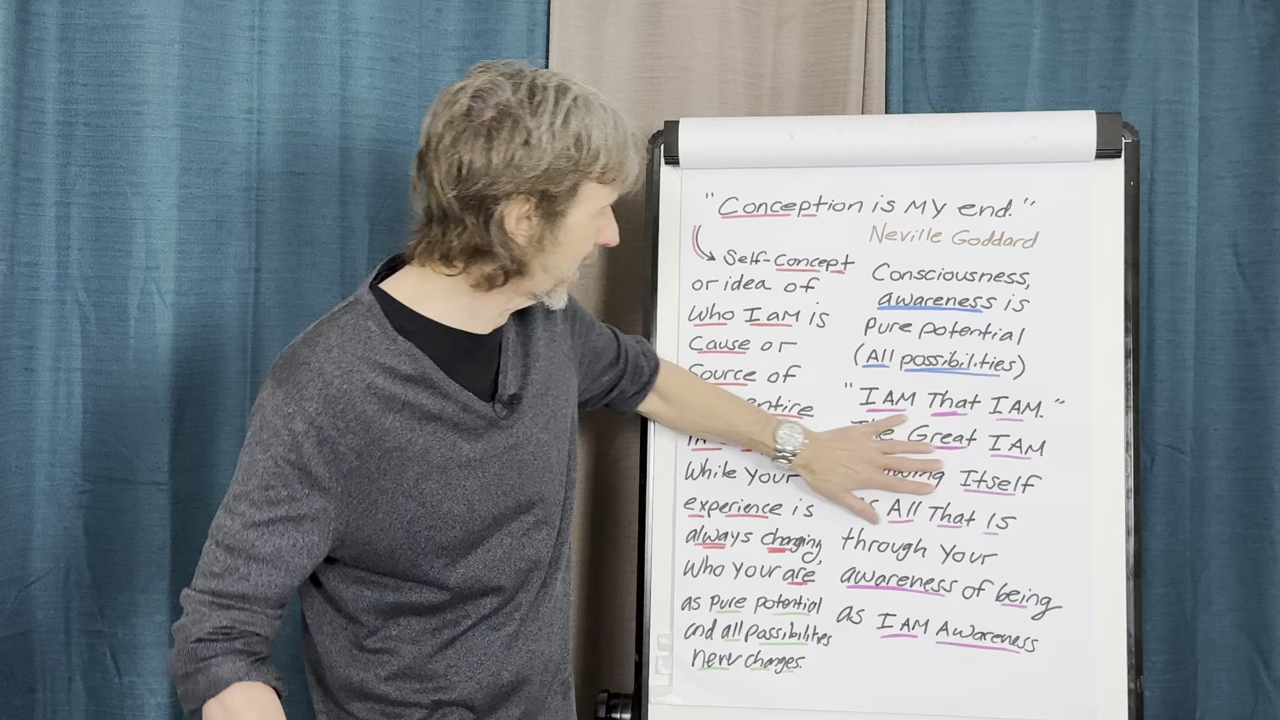 "Conception is My end."
Neville Goddard
Self-Concept
or idea of
Who I am is
Cause or
Source of
entire
While your
experience is
always changing,
Who your are
as Pure potential
and all possibilites
never changes.
Consciousness,
awareness is
Pure potential
(All possibilities)
"I AM That I AM."
Great I AM
Itself
All That Is
through your
awareness of being
as I AM Awareness